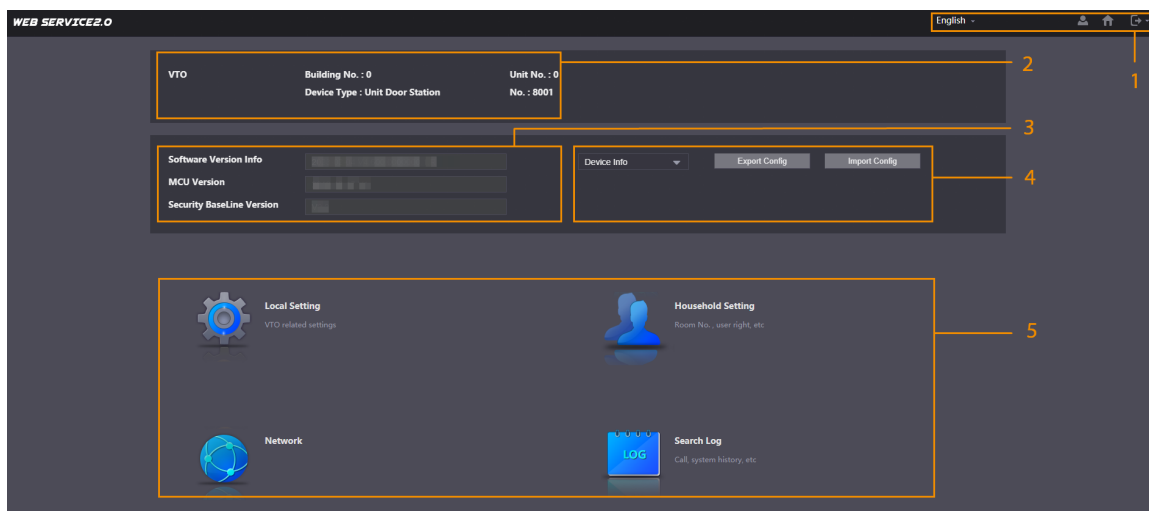 WEB SERVICE2.0
English
1
VTO Building No. : 0 Unit No. : 0
Device Type : Unit Door Station No. : 8001
2
3
Software Version Info
MCU Version
Security BaseLine Version
Device Info Export Config Import Config
4
Local Setting
VTO related settings
Household Setting
Room No. , user right, etc
5
Network
LOG
Search Log
Call, system history, etc